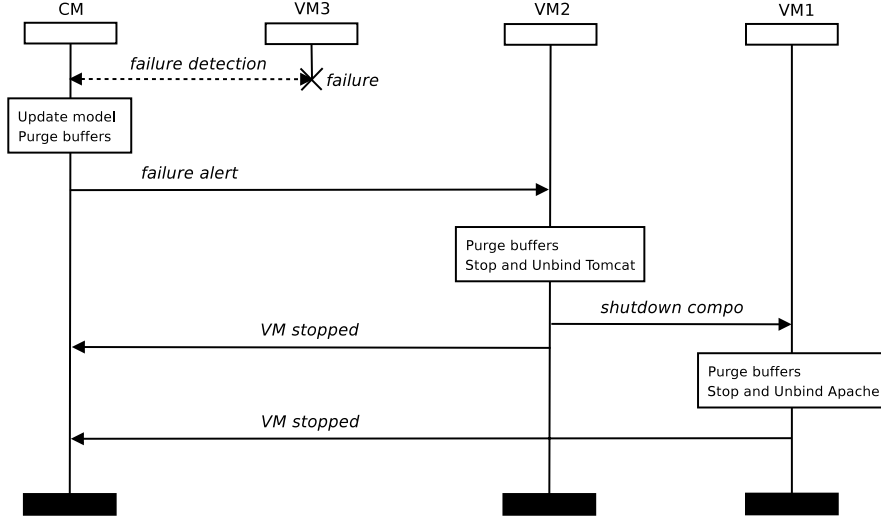 CM
VM3
VM2
VM1
failure detection
failure
Update model
Purge buffers
failure alert
Purge buffers
Stop and Unbind Tomcat
shutdown compo
VM stopped
Purge buffers
Stop and Unbind Apache
VM stopped